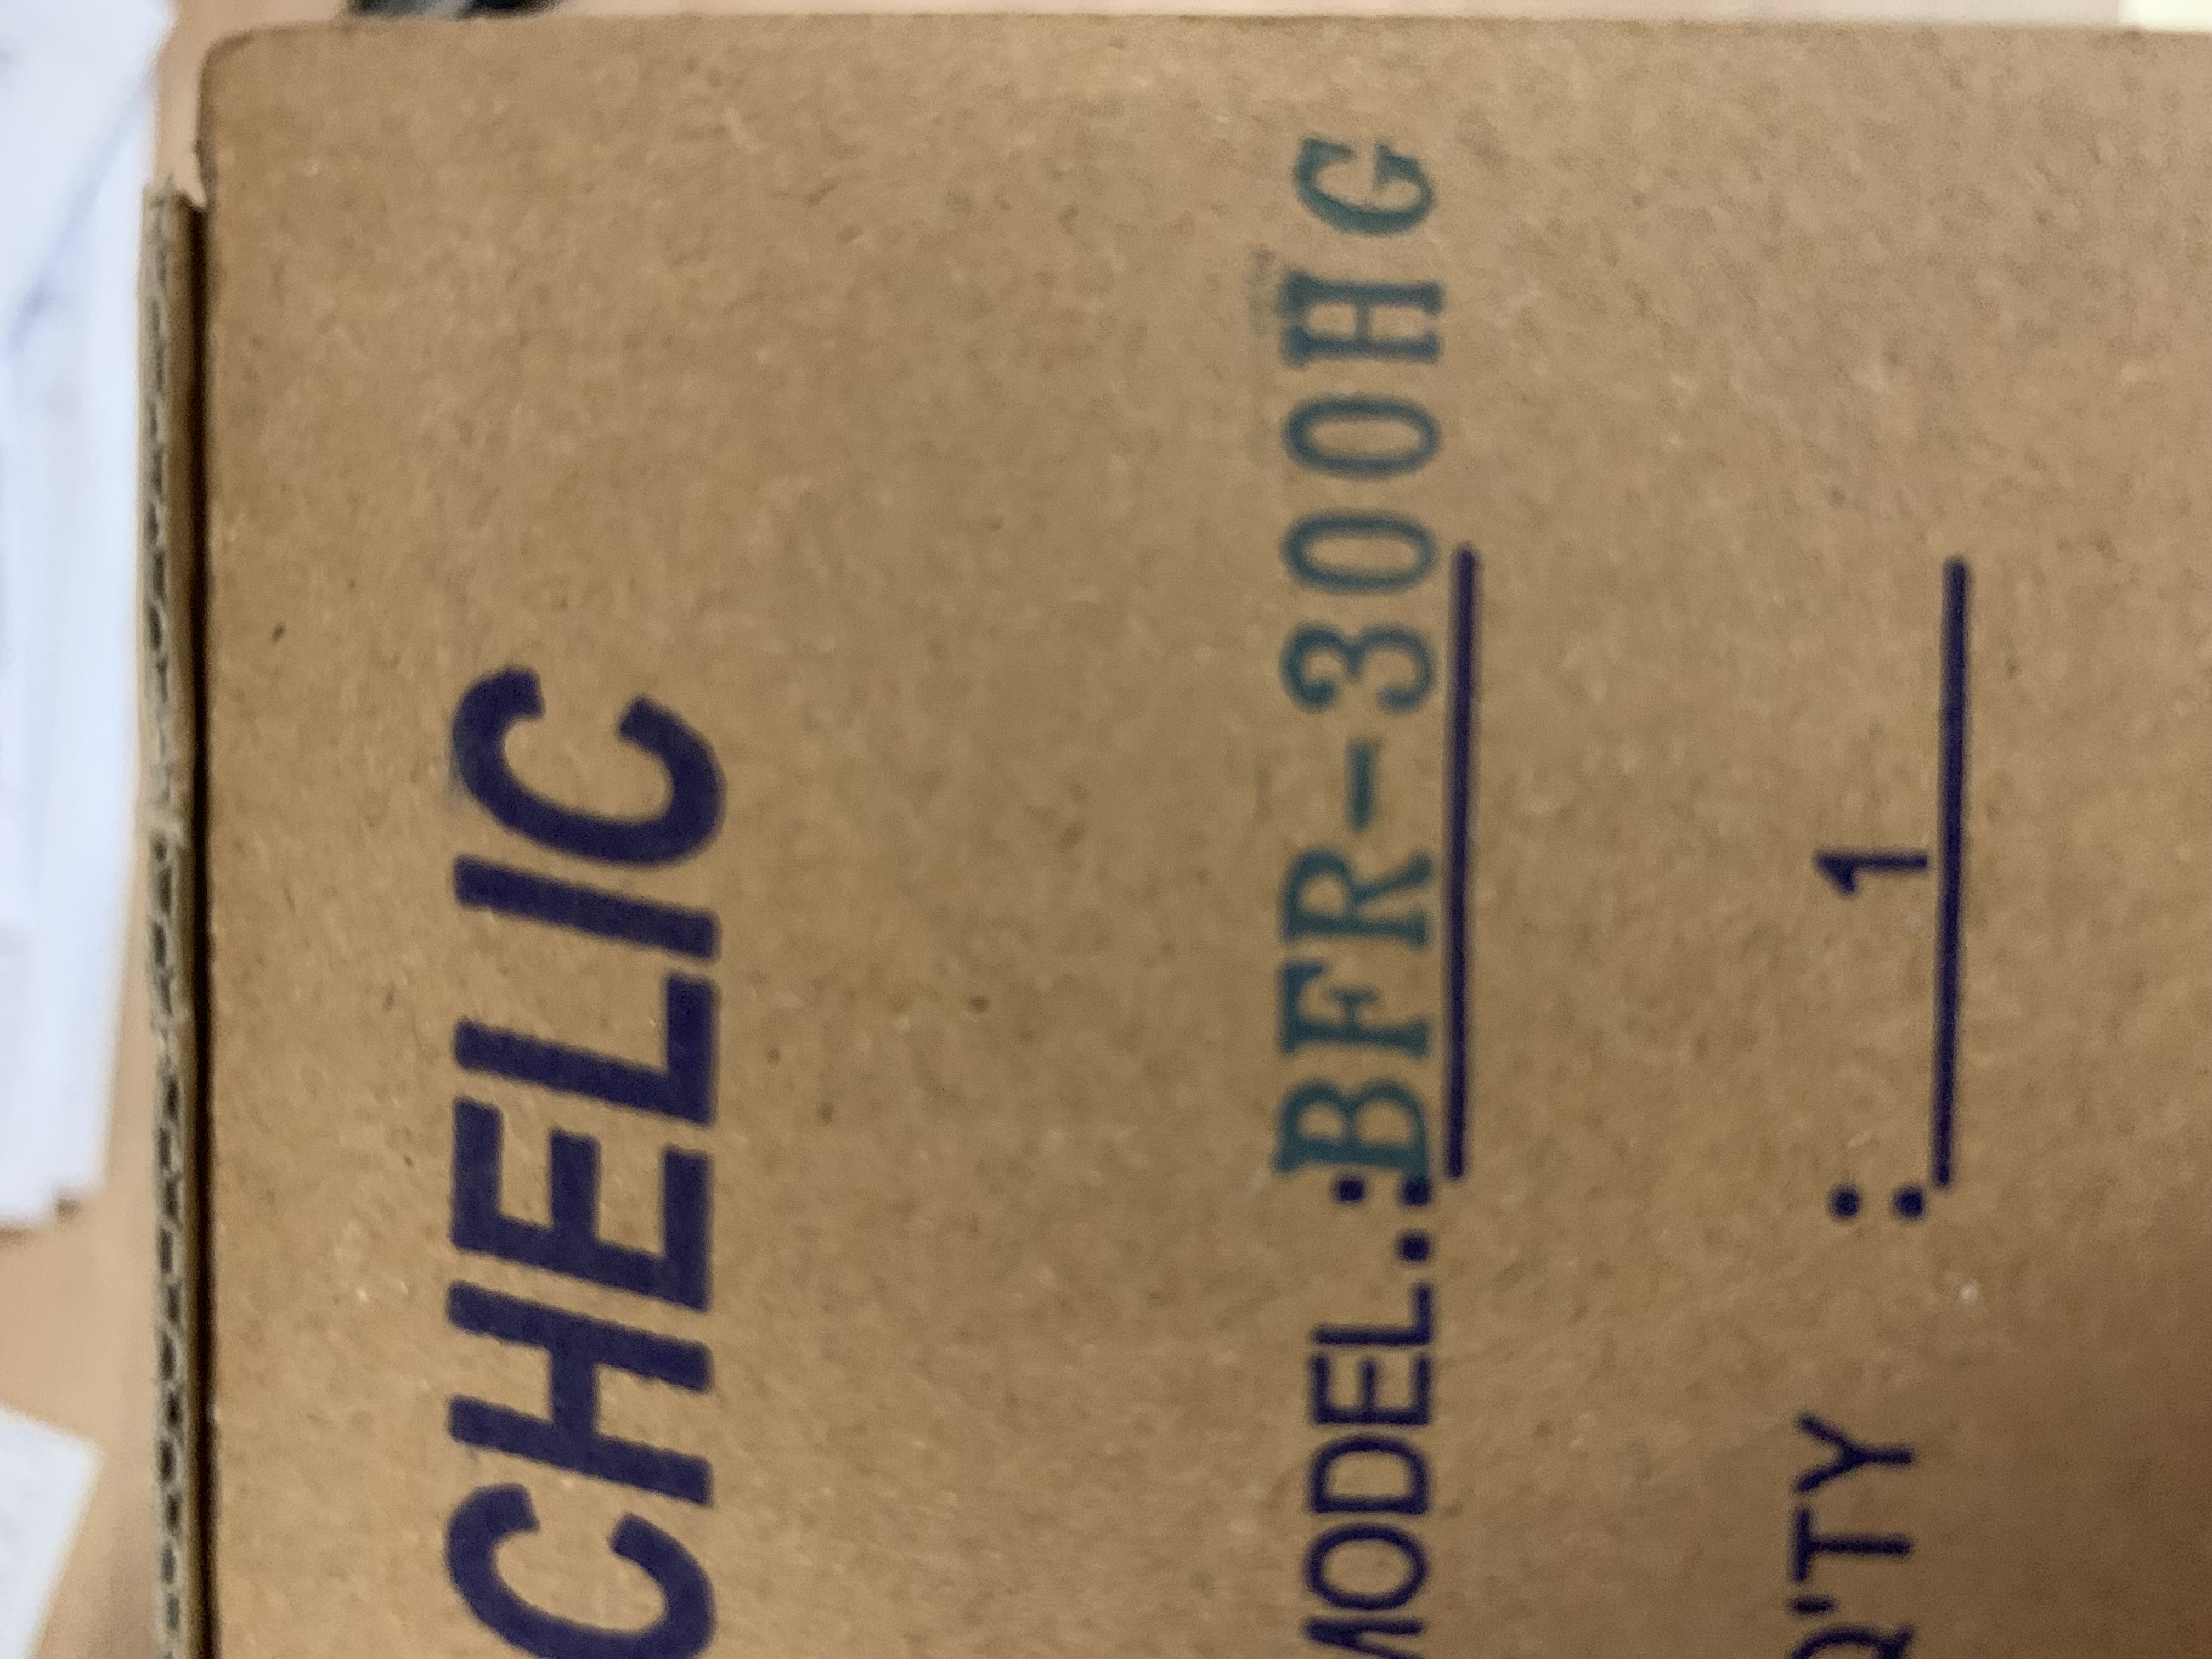 CHELIC
MODEL.:BFR-300HG
Q'TY : 1